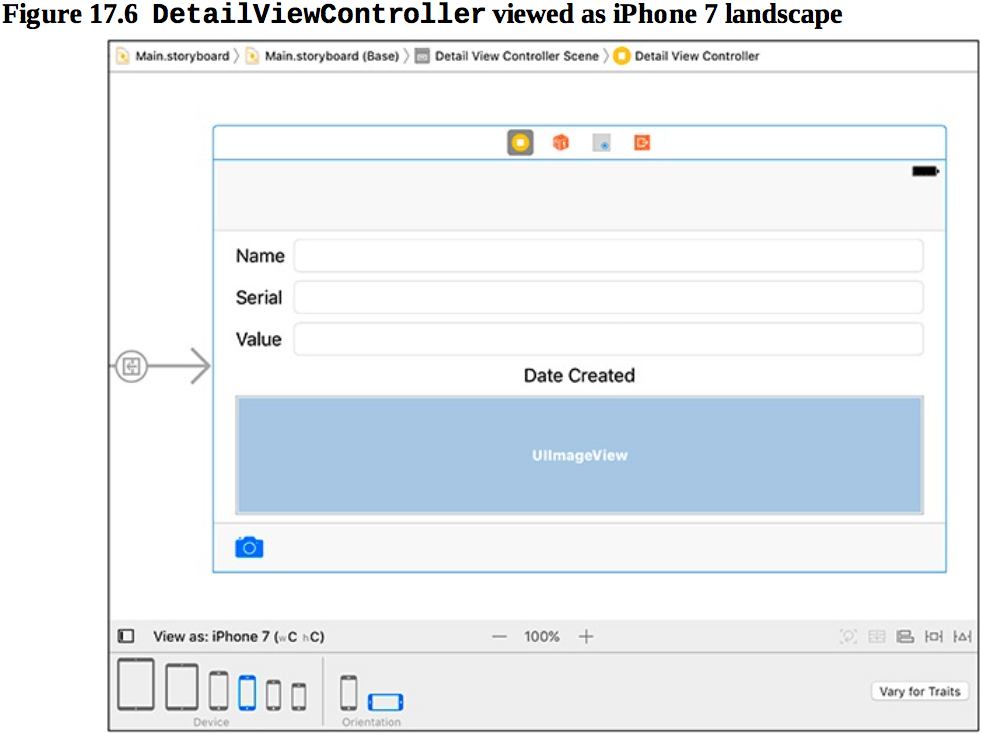 Figure 17.6 DetailViewController viewed as iPhone 7 landscape
Main.storyboard 〉 Main.storyboard (Base) 〉 Detail View Controller Scene 〉 Detail View Controller
Name
Serial
Value
Date Created
UIImageView
View as: iPhone 7 (wC hC) — 100% +
Vary for Traits
Device Orientation